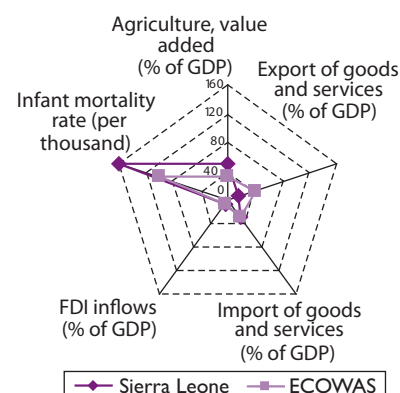 Agriculture, value
added
(% of GDP)
Export of goods
and services
(% of GDP)
Infant mortality
rate (per
thousand)
160
120
80
40
0
FDI inflows
(% of GDP)
Import of goods
and services
(% of GDP)
Sierra Leone
ECOWAS